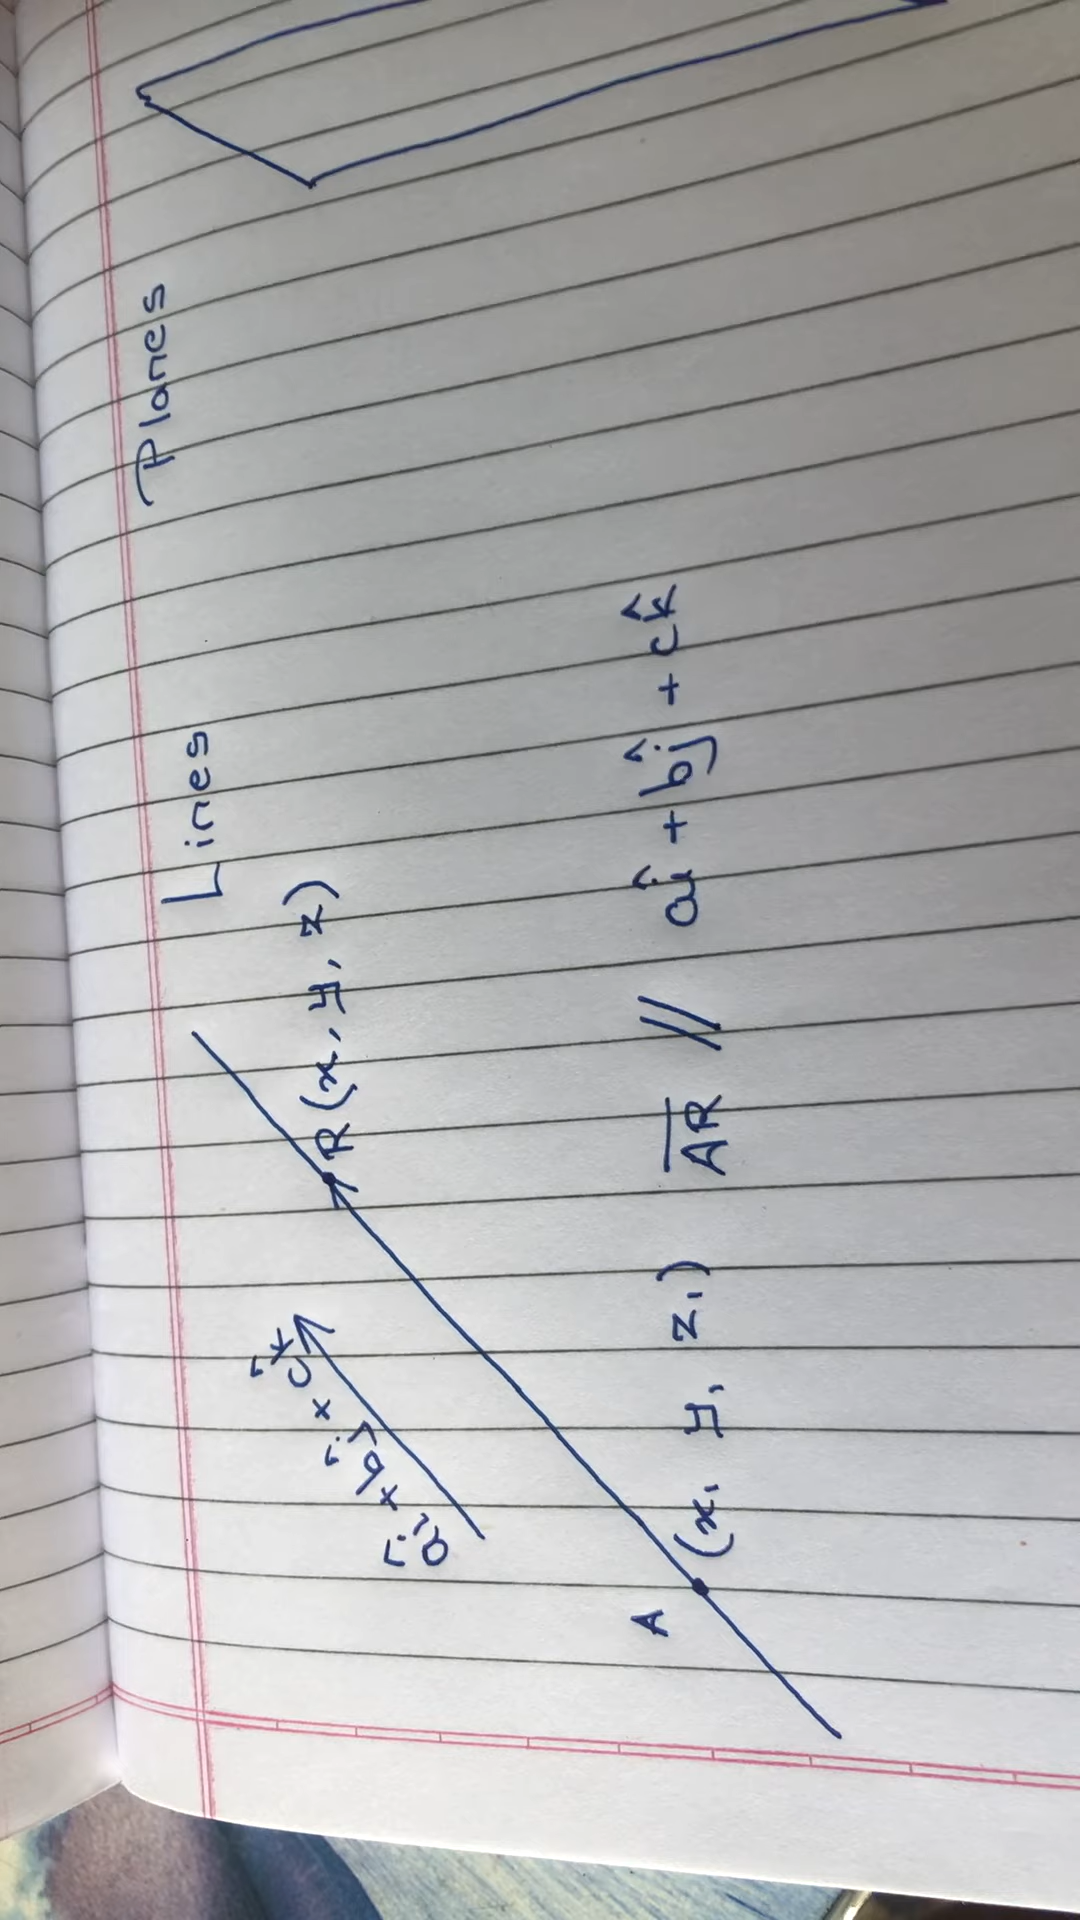 Lines Planes
R (x, y, z)
aî + bĵ + ck̂
A (x₁ y₁ z₁)
AR // aî + bĵ + ck̂